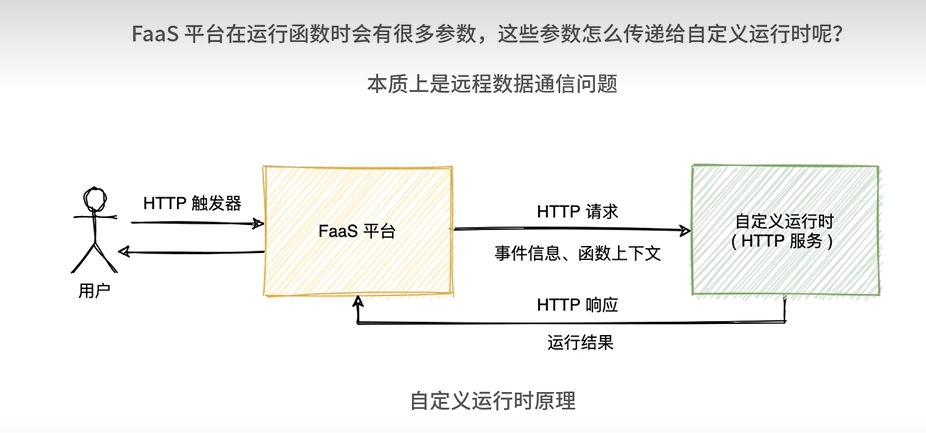 FaaS 平台在运行函数时会有很多参数，这些参数怎么传递给自定义运行时呢？
本质上是远程数据通信问题
HTTP 触发器
FaaS 平台
HTTP 请求
事件信息、函数上下文
自定义运行时
( HTTP 服务 )
用户
HTTP 响应
运行结果
自定义运行时原理